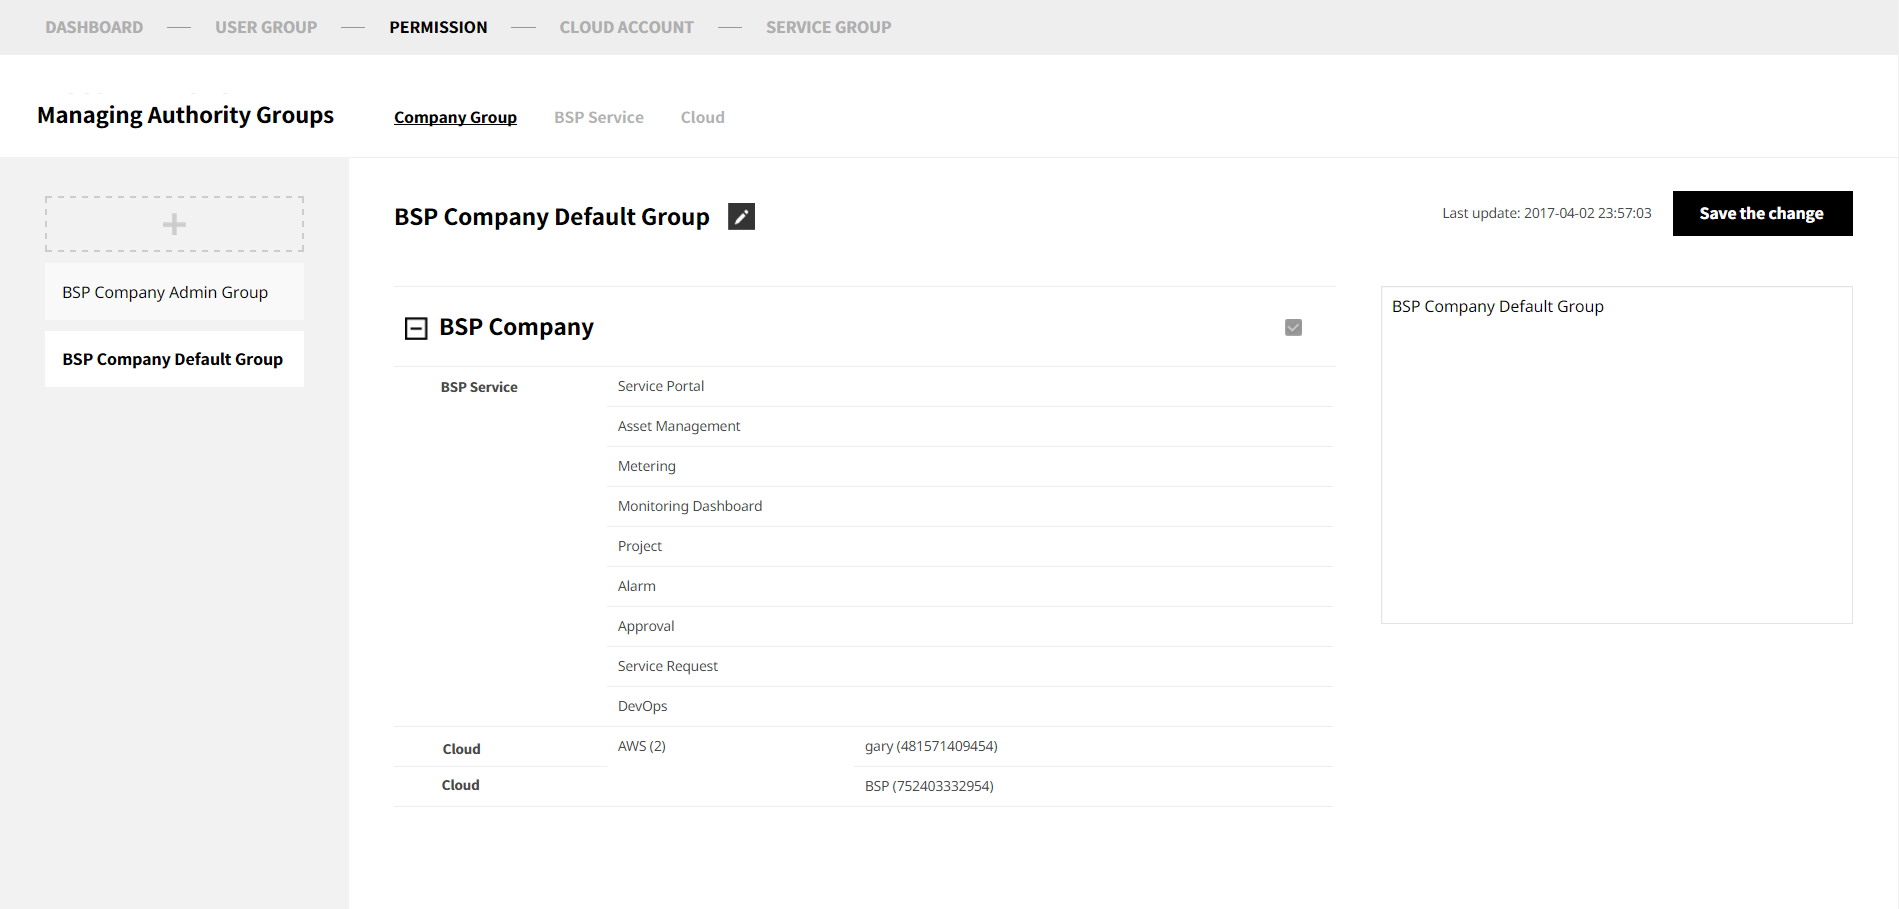 DASHBOARD — USER GROUP — PERMISSION — CLOUD ACCOUNT — SERVICE GROUP
Managing Authority Groups
Company Group BSP Service Cloud
BSP Company Admin Group
BSP Company Default Group
BSP Company Default Group
Last update: 2017-04-02 23:57:03
Save the change
BSP Company
BSP Service Service Portal
Asset Management
Metering
Monitoring Dashboard
Project
Alarm
Approval
Service Request
DevOps
Cloud AWS (2) gary (481571409454)
Cloud BSP (752403332954)
BSP Company Default Group